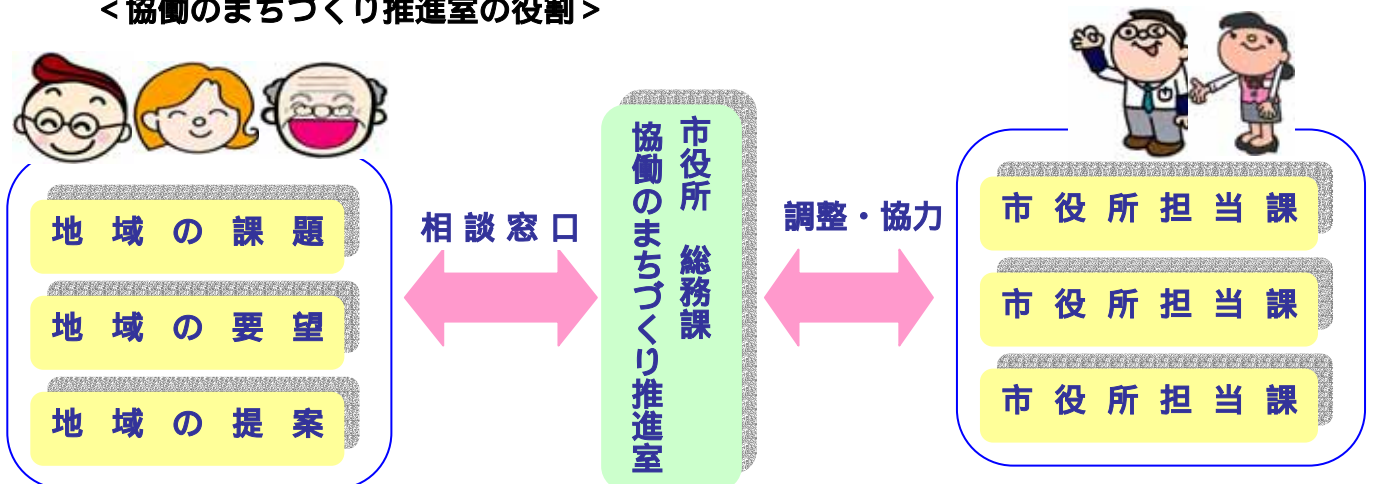 ＜協働のまちづくり推進室の役割＞
地域の課題
地域の要望
地域の提案
相談窓口
市役所　総務課
協働のまちづくり推進室
調整・協力
市役所担当課
市役所担当課
市役所担当課